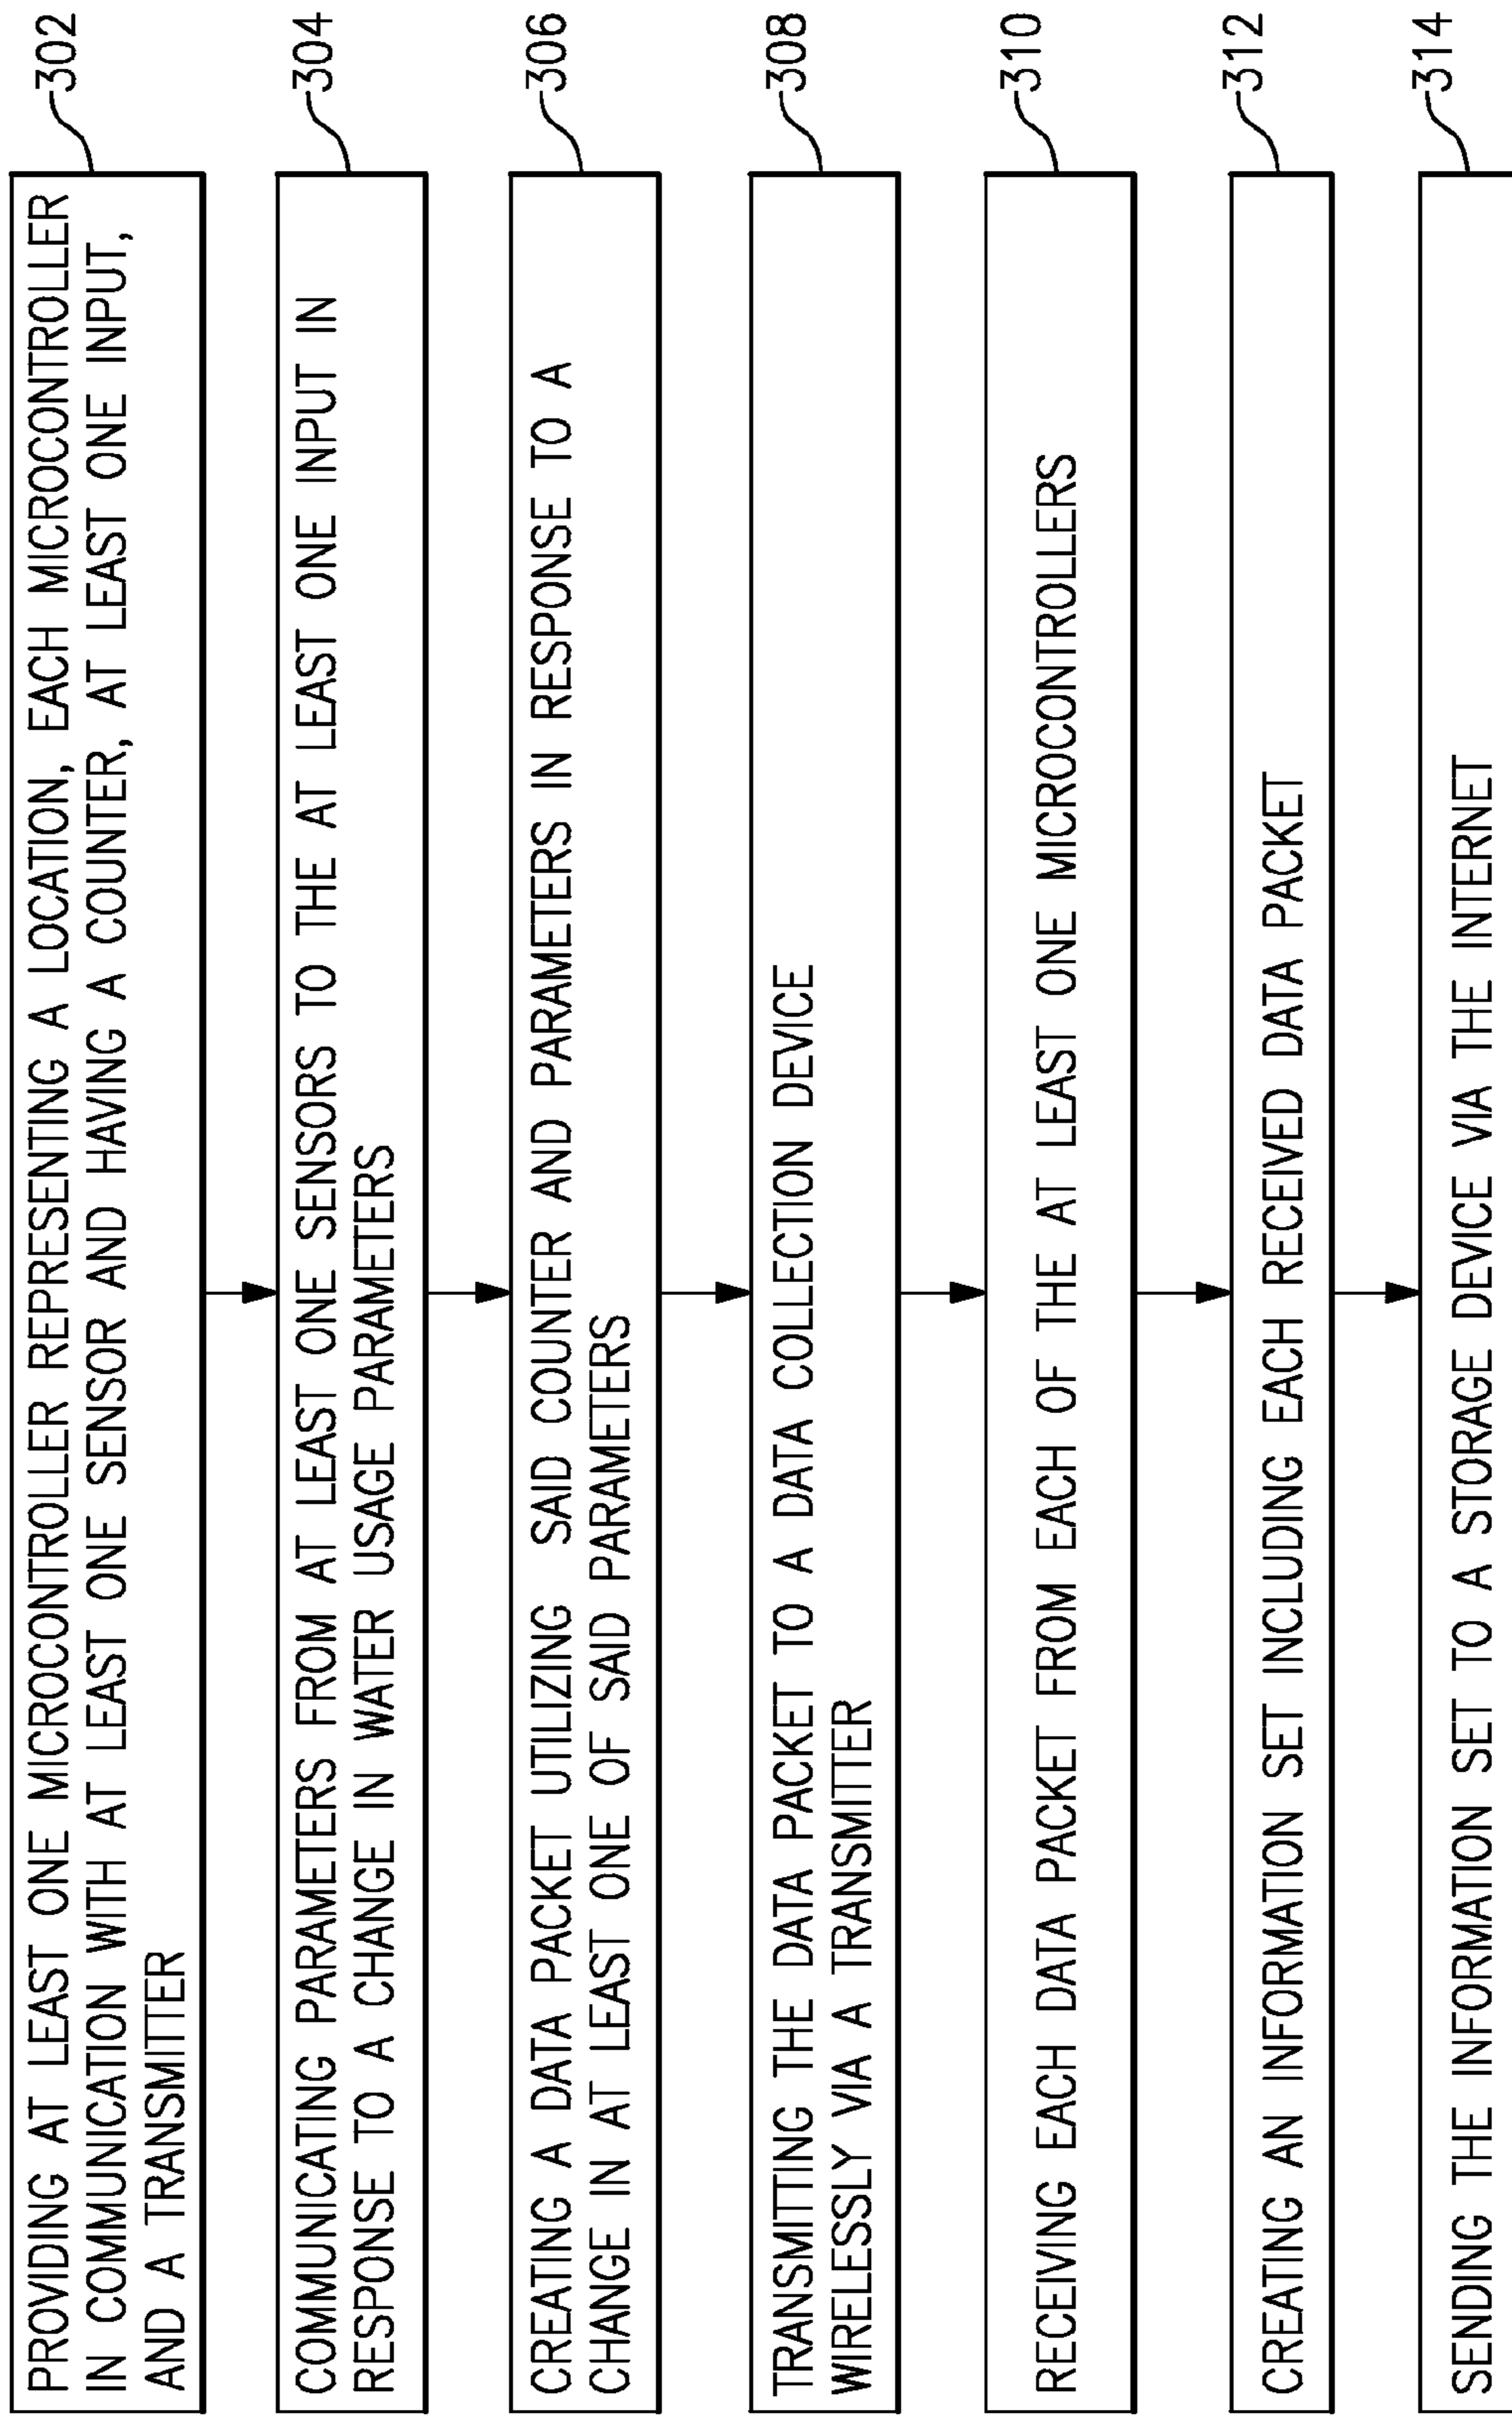 PROVIDING AT LEAST ONE MICROCONTROLLER REPRESENTING A LOCATION, EACH MICROCONTROLLER
IN COMMUNICATION WITH AT LEAST ONE SENSOR AND HAVING A COUNTER, AT LEAST ONE INPUT,
AND A TRANSMITTER
302
COMMUNICATING PARAMETERS FROM AT LEAST ONE SENSORS TO THE AT LEAST ONE INPUT IN
RESPONSE TO A CHANGE IN WATER USAGE PARAMETERS
304
CREATING A DATA PACKET UTILIZING SAID COUNTER AND PARAMETERS IN RESPONSE TO A
CHANGE IN AT LEAST ONE OF SAID PARAMETERS
306
TRANSMITTING THE DATA PACKET TO A DATA COLLECTION DEVICE
WIRELESSLY VIA A TRANSMITTER
308
RECEIVING EACH DATA PACKET FROM EACH OF THE AT LEAST ONE MICROCONTROLLERS
310
CREATING AN INFORMATION SET INCLUDING EACH RECEIVED DATA PACKET
312
SENDING THE INFORMATION SET TO A STORAGE DEVICE VIA THE INTERNET
314